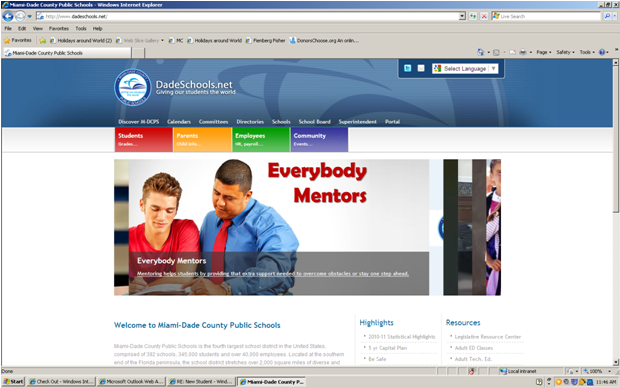 Miami-Dade County Public Schools - Windows Internet Explorer
http://www.dadeschools.net/
Live Search
File Edit View Favorites Tools Help
Favorites Holidays around World (2) Web Slice Gallery MC Holidays around World Fienberg Fisher DonorsChoose.org An onlin...
Miami-Dade County Public Schools
Page Safety Tools
Select Language
DadeSchools.net
Giving our students the world
Discover M-DCPS Calendars Committees Directories Schools School Board Superintendent Portal
Students Parents Employees Community
Grades... Child info... HR, payroll... Events...
Everybody
Mentors
Everybody Mentors
Mentoring helps students by providing that extra support needed to overcome obstacles or stay one step ahead.
Welcome to Miami-Dade County Public Schools
Miami-Dade County Public Schools is the fourth largest school district in the United States,
comprised of 392 schools, 345,000 students and over 40,000 employees. Located at the southern
end of the Florida peninsula, the school district stretches over 2,000 square miles of diverse and
Highlights
2010-11 Statistical Highlights
5 yr Capital Plan
Be Safe
Resources
Legislative Resource Center
Adult ED Classes
Adult Tech. Ed.
Done
Local intranet
100%
Start Check Out - Windows Int... Microsoft Outlook Web A... RE: New Student - Wind... Miami-Dade County P...
11:46 AM